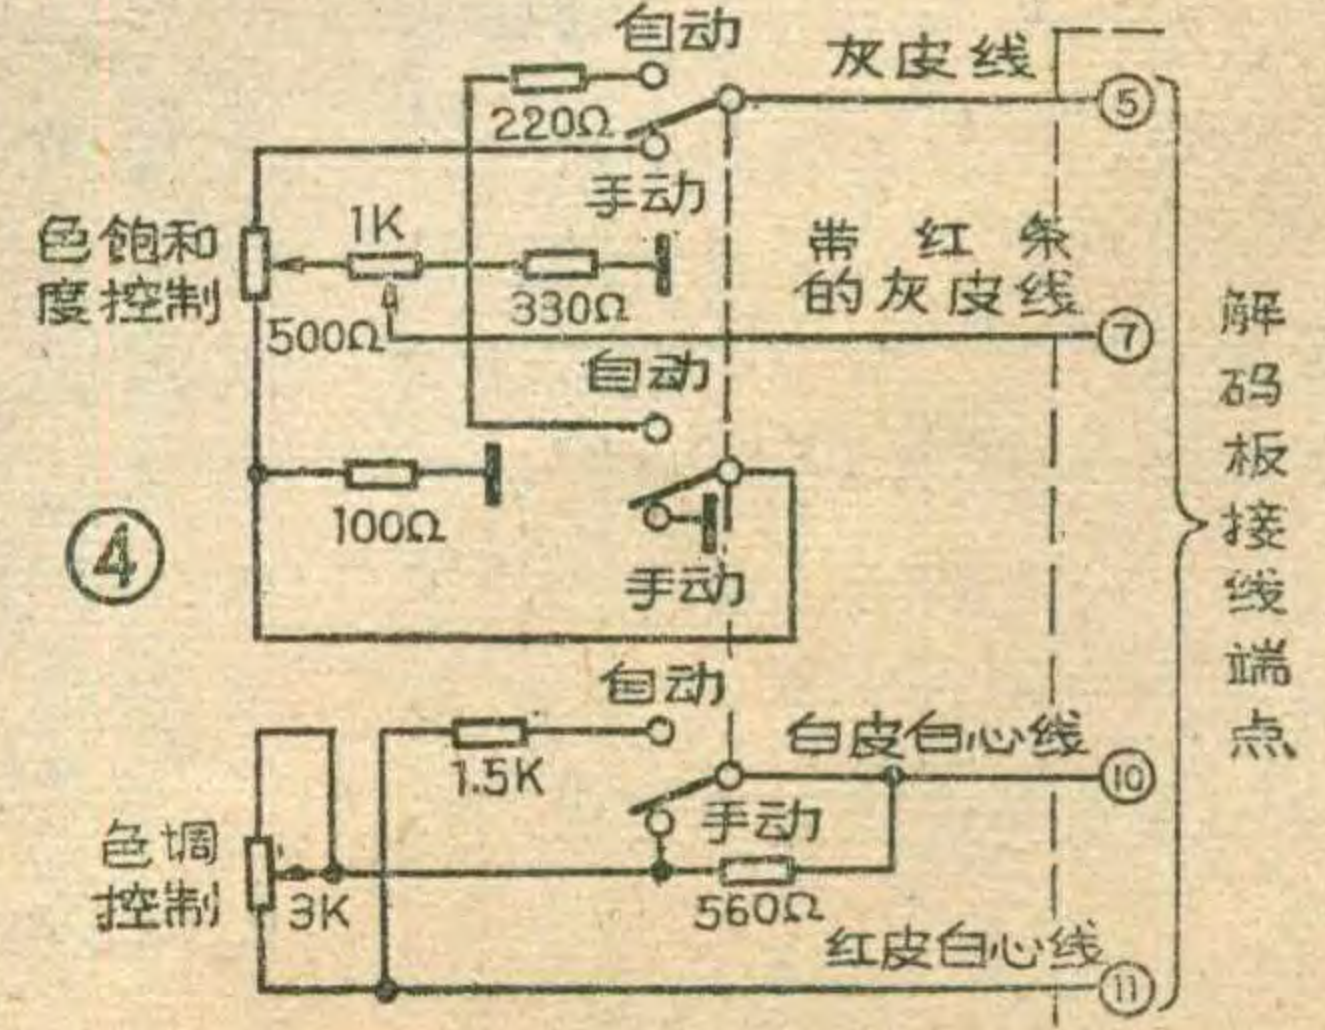 自动
灰皮线
⑤
220Ω
手动
色饱和
度控制
1K
500Ω
330Ω
带红条
的灰皮线
⑦
自动
100Ω
手动
④
解码板接线端点
自动
1.5K
白皮白心线
⑩
手动
色调
控制
3K
560Ω
红皮白心线
⑪